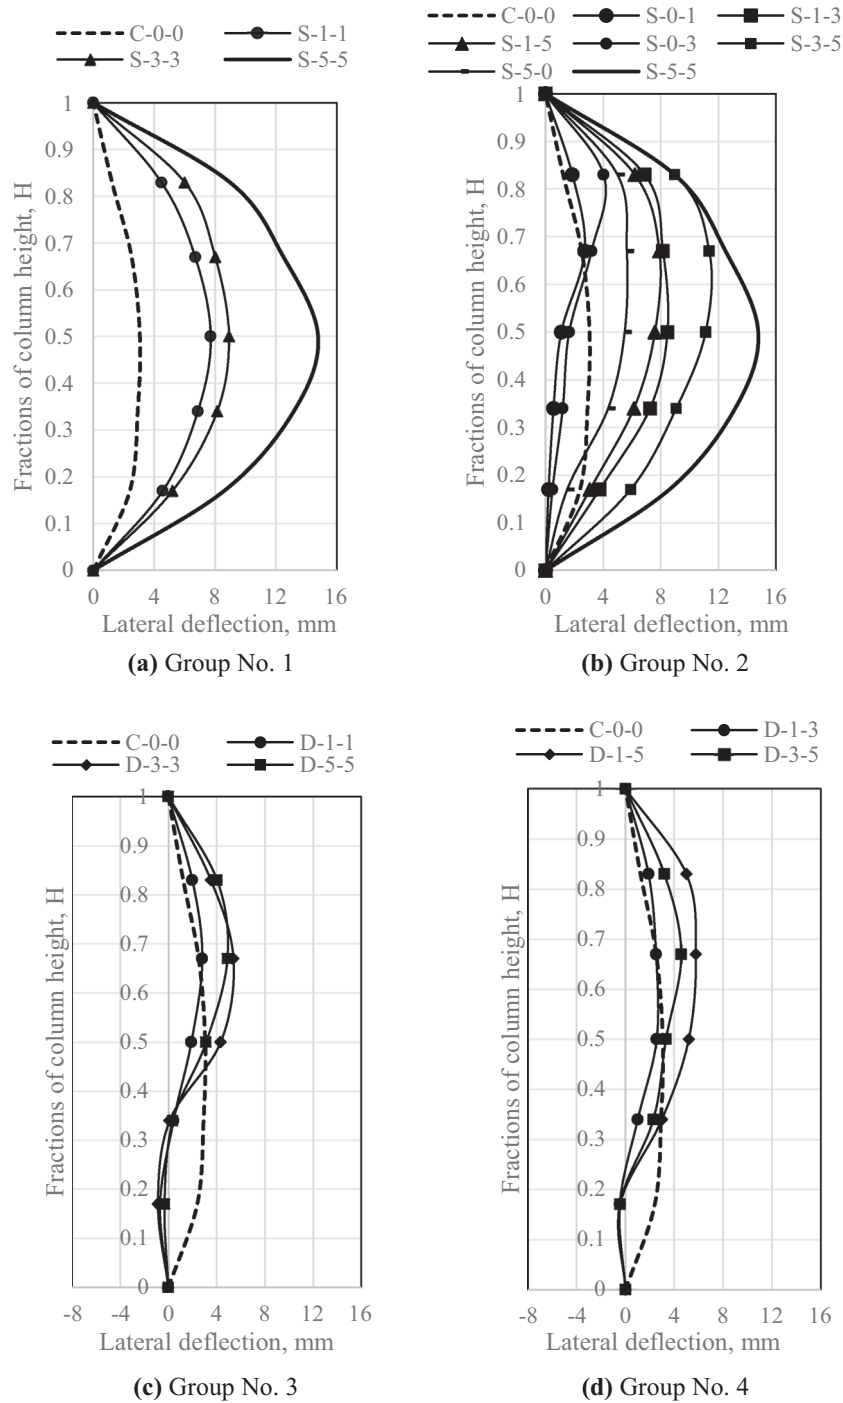 C-0-0 S-1-1
S-3-3 S-5-5
1
0.9
0.8
0.7
0.6
0.5
0.4
0.3
0.2
0.1
0
Fractions of column height, H
0 4 8 12 16
Lateral deflection, mm
(a) Group No. 1
C-0-0 S-0-1 S-1-3
S-1-5 S-0-3 S-3-5
S-5-0 S-5-5
1
0.9
0.8
0.7
0.6
0.5
0.4
0.3
0.2
0.1
0
Fractions of column height, H
0 4 8 12 16
Lateral deflection, mm
(b) Group No. 2
C-0-0 D-1-1
D-3-3 D-5-5
1
0.9
0.8
0.7
0.6
0.5
0.4
0.3
0.2
0.1
0
Fractions of column height, H
-8 -4 0 4 8 12 16
Lateral deflection, mm
(c) Group No. 3
C-0-0 D-1-3
D-1-5 D-3-5
1
0.9
0.8
0.7
0.6
0.5
0.4
0.3
0.2
0.1
0
Fractions of column height, H
-8 -4 0 4 8 12 16
Lateral deflection, mm
(d) Group No. 4